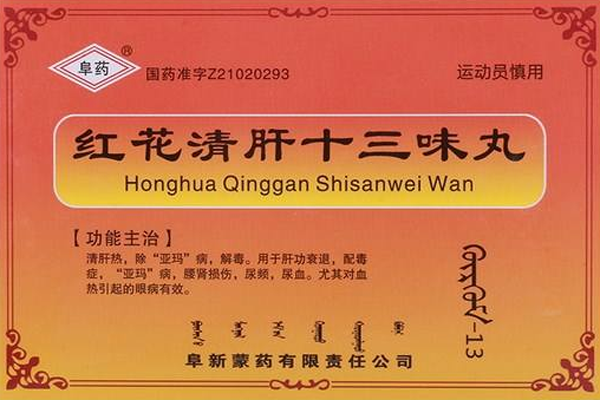 阜药
®
国药准字Z21020293
运动员慎用
红花清肝十三味丸
Honghua Qinggan Shisanwei Wan
【功能主治】
清肝热，除“亚玛”病，解毒。用于肝功衰退，配毒
症，“亚玛”病，腰肾损伤，尿频，尿血。尤其对血
热引起的眼病有效。
-13
阜新蒙药有限责任公司